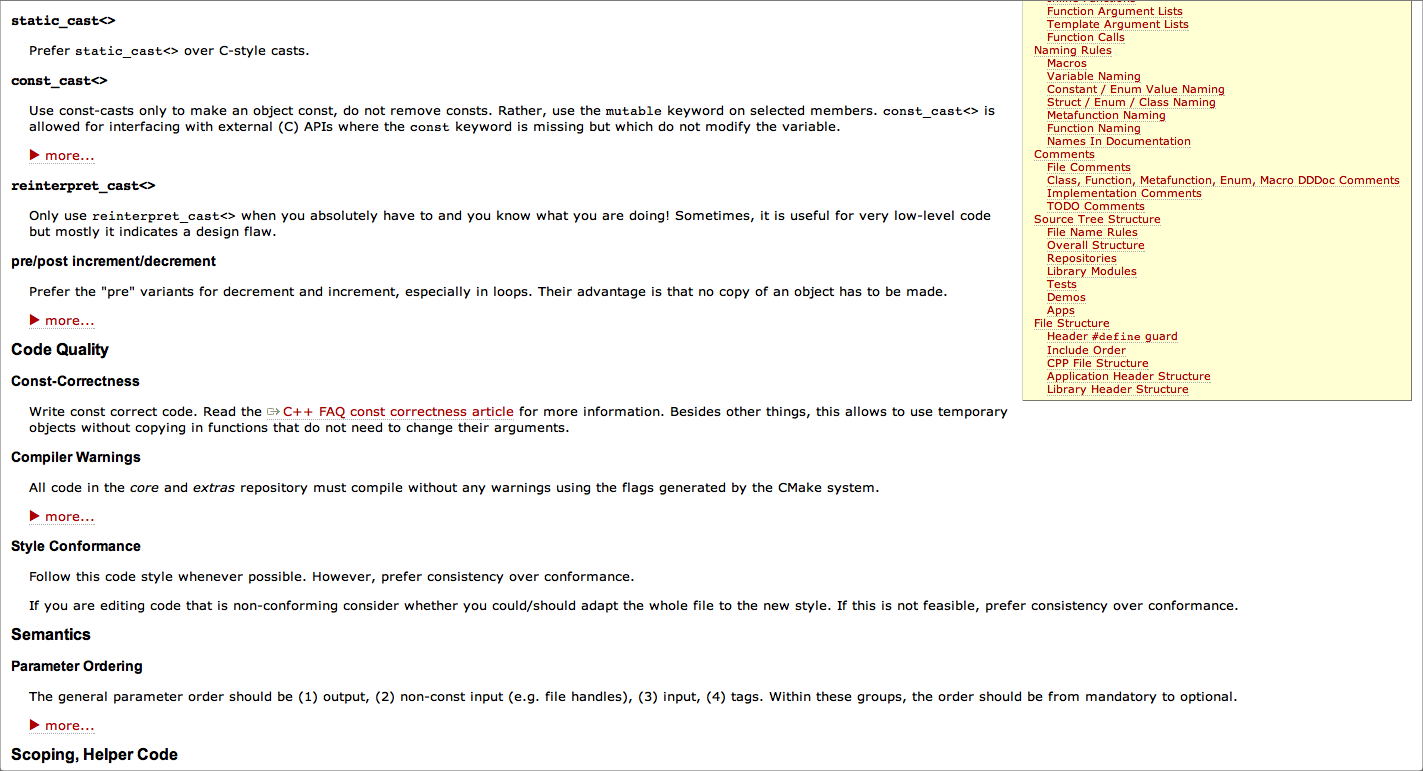 static_cast<>
Prefer static_cast<> over C-style casts.
const_cast<>
Use const-casts only to make an object const, do not remove consts. Rather, use the mutable keyword on selected members. const_cast<> is
allowed for interfacing with external (C) APIs where the const keyword is missing but which do not modify the variable.
▶ more...
reinterpret_cast<>
Only use reinterpret_cast<> when you absolutely have to and you know what you are doing! Sometimes, it is useful for very low-level code
but mostly it indicates a design flaw.
pre/post increment/decrement
Prefer the "pre" variants for decrement and increment, especially in loops. Their advantage is that no copy of an object has to be made.
▶ more...
Code Quality
Const-Correctness
Write const correct code. Read the C++ FAQ const correctness article for more information. Besides other things, this allows to use temporary
objects without copying in functions that do not need to change their arguments.
Compiler Warnings
All code in the core and extras repository must compile without any warnings using the flags generated by the CMake system.
▶ more...
Style Conformance
Follow this code style whenever possible. However, prefer consistency over conformance.
If you are editing code that is non-conforming consider whether you could/should adapt the whole file to the new style. If this is not feasible, prefer consistency over conformance.
Semantics
Parameter Ordering
The general parameter order should be (1) output, (2) non-const input (e.g. file handles), (3) input, (4) tags. Within these groups, the order should be from mandatory to optional.
▶ more...
Scoping, Helper Code
Function Argument Lists
Template Argument Lists
Function Calls
Naming Rules
Macros
Variable Naming
Constant / Enum Value Naming
Struct / Enum / Class Naming
Metafunction Naming
Function Naming
Names In Documentation
Comments
File Comments
Class, Function, Metafunction, Enum, Macro DDDoc Comments
Implementation Comments
TODO Comments
Source Tree Structure
File Name Rules
Overall Structure
Repositories
Library Modules
Tests
Demos
Apps
File Structure
Header #define guard
Include Order
CPP File Structure
Application Header Structure
Library Header Structure